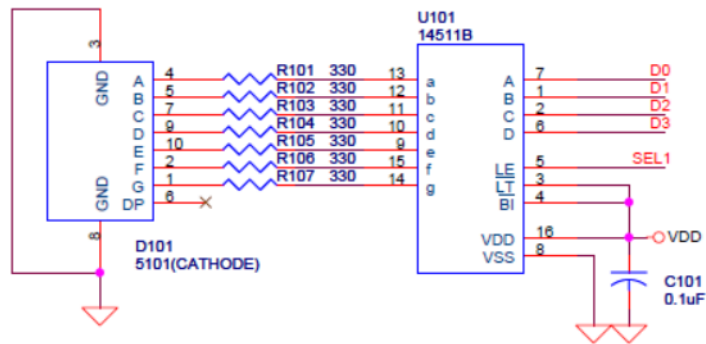 U101
14511B
3
GND
A 4 R101 330 13 a A 7 D0
B 5 R102 330 12 b B 1 D1
C 7 R103 330 11 c C 2 D2
D 9 R104 330 10 d D 6 D3
E 10 R105 330 9 e
F 2 R106 330 15 f LE 5 SEL1
G 1 R107 330 14 g LT 3
DP 6 BI 4
GND
8
VDD 16 VDD
VSS 8
D101
5101(CATHODE)
C101
0.1uF